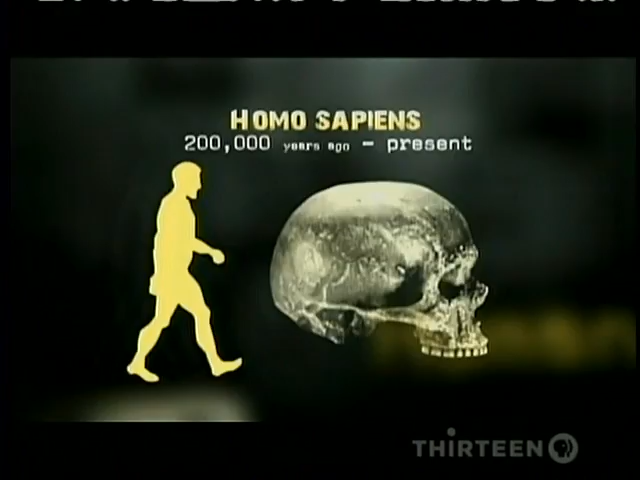 HOMO SAPIENS
200,000 years ago - present
THIRTEEN